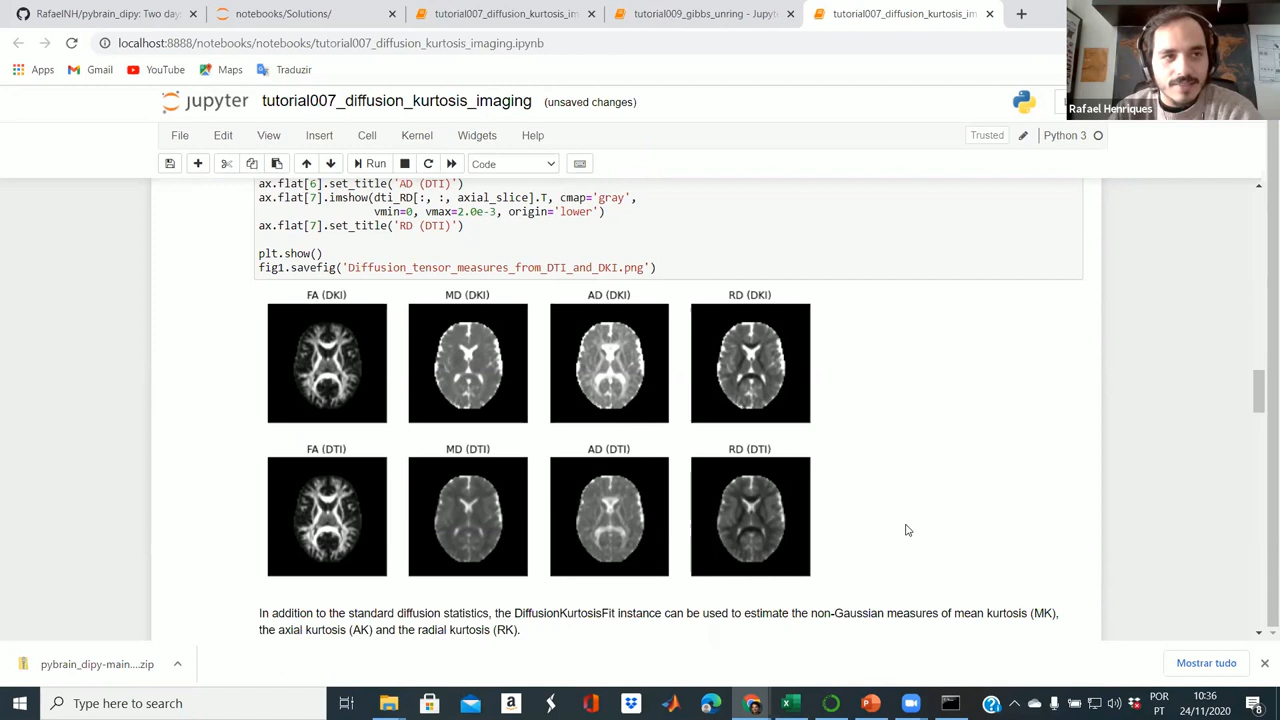 RafaelNH/pybrain_dipy: Two day
notebooks/Solutions/
tutorial007_diffusion_kurtosis_im
tutorial009_gibbs_unring - Jupyte
tutorial007_diffusion_kurtosis_im
localhost:8888/notebooks/notebooks/tutorial007_diffusion_kurtosis_imaging.ipynb
Apps Gmail YouTube Maps Traduzir
Rafael Henriques
jupyter tutorial007_diffusion_kurtosis_imaging (unsaved changes)
File Edit View Insert Cell Kernel Widgets Help Trusted Python 3
Run Code
ax.flat[6].set_title('AD (DTI)')
ax.flat[7].imshow(dti_RD[:, :, axial_slice].T, cmap='gray',
vmin=0, vmax=2.0e-3, origin='lower')
ax.flat[7].set_title('RD (DTI)')
plt.show()
fig1.savefig('Diffusion_tensor_measures_from_DTI_and_DKI.png')
FA (DKI) MD (DKI) AD (DKI) RD (DKI)
FA (DTI) MD (DTI) AD (DTI) RD (DTI)
In addition to the standard diffusion statistics, the DiffusionKurtosisFit instance can be used to estimate the non-Gaussian measures of mean kurtosis (MK),
the axial kurtosis (AK) and the radial kurtosis (RK).
pybrain_dipy-main....zip
Mostrar tudo
Type here to search
POR
PT
10:36
24/11/2020
8